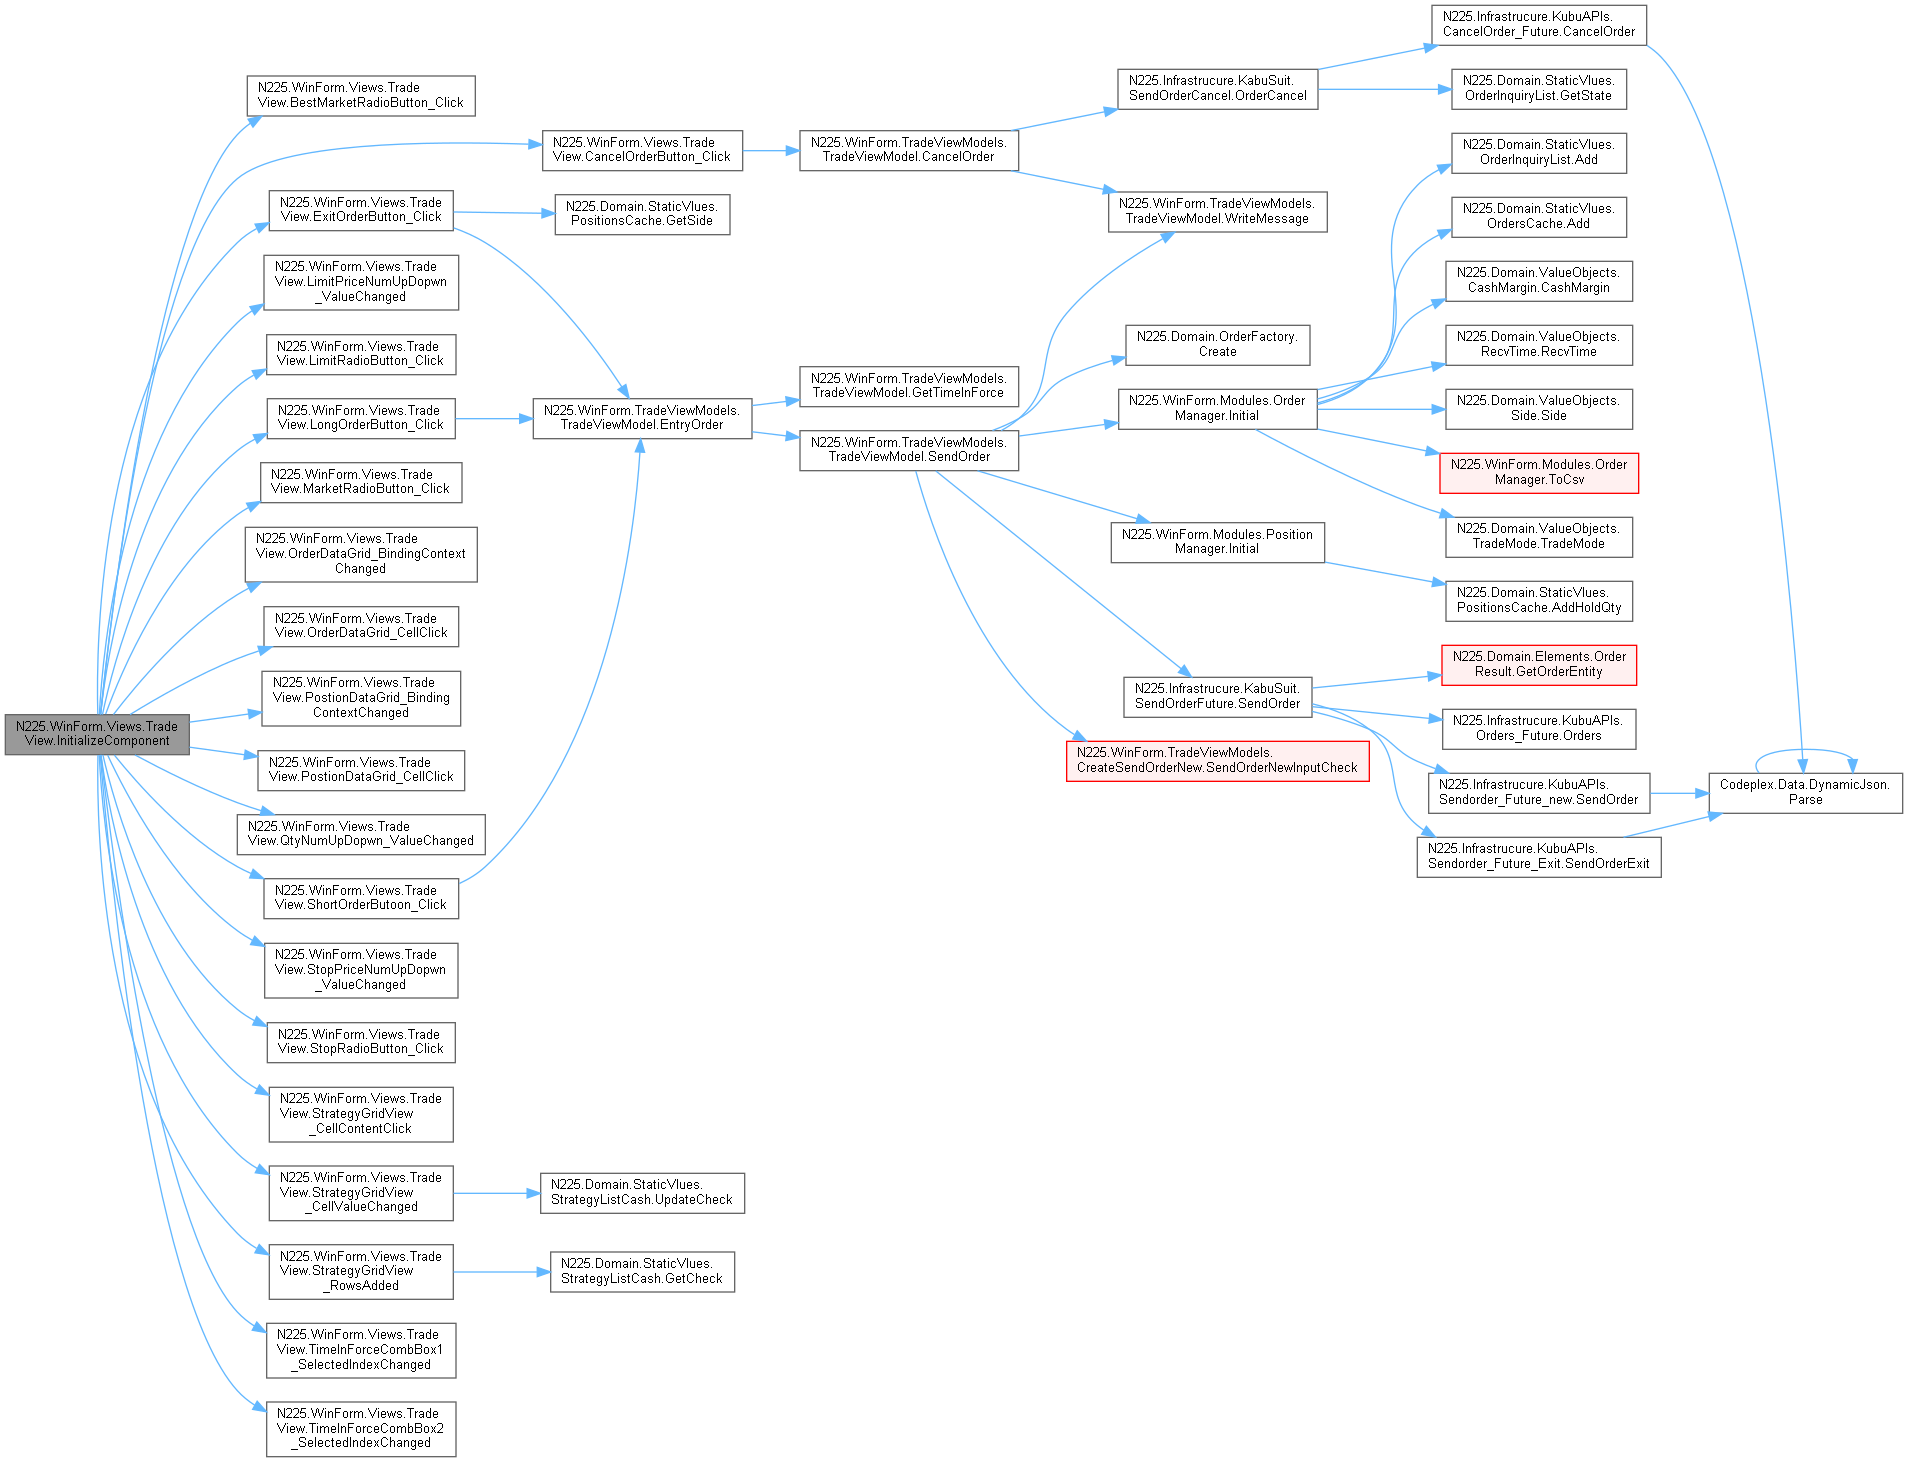 N225.WinForm.Views.Trade
View.InitializeComponent
N225.WinForm.Views.Trade
View.BestMarketRadioButton_Click
N225.WinForm.Views.Trade
View.CancelOrderButton_Click
N225.WinForm.TradeViewModels.
TradeViewModel.CancelOrder
N225.Infrastrucure.KabuSuit.
SendOrderCancel.OrderCancel
N225.Infrastrucure.KubuAPIs.
CancelOrder_Future.CancelOrder
N225.Domain.StaticVlues.
OrderInquiryList.GetState
N225.WinForm.TradeViewModels.
TradeViewModel.WriteMessage
N225.WinForm.Views.Trade
View.ExitOrderButton_Click
N225.Domain.StaticVlues.
PositionsCache.GetSide
N225.WinForm.Views.Trade
View.LimitPriceNumUpDopwn
_ValueChanged
N225.WinForm.Views.Trade
View.LimitRadioButton_Click
N225.WinForm.Views.Trade
View.LongOrderButton_Click
N225.WinForm.TradeViewModels.
TradeViewModel.EntryOrder
N225.WinForm.TradeViewModels.
TradeViewModel.GetTimeInForce
N225.WinForm.TradeViewModels.
TradeViewModel.SendOrder
N225.Domain.OrderFactory.
Create
N225.WinForm.Modules.Order
Manager.Initial
N225.Domain.StaticVlues.
OrderInquiryList.Add
N225.Domain.StaticVlues.
OrdersCache.Add
N225.Domain.ValueObjects.
CashMargin.CashMargin
N225.Domain.ValueObjects.
RecvTime.RecvTime
N225.Domain.ValueObjects.
Side.Side
N225.WinForm.Modules.Order
Manager.ToCsv
N225.Domain.ValueObjects.
TradeMode.TradeMode
N225.WinForm.Modules.Position
Manager.Initial
N225.Domain.StaticVlues.
PositionsCache.AddHoldQty
N225.Infrastrucure.KabuSuit.
SendOrderFuture.SendOrder
N225.Domain.Elements.Order
Result.GetOrderEntity
N225.Infrastrucure.KubuAPIs.
Orders_Future.Orders
N225.Infrastrucure.KubuAPIs.
Sendorder_Future_new.SendOrder
N225.Infrastrucure.KubuAPIs.
Sendorder_Future_Exit.SendOrderExit
Codeplex.Data.DynamicJson.
Parse
N225.WinForm.TradeViewModels.
CreateSendOrderNew.SendOrderNewInputCheck
N225.WinForm.Views.Trade
View.MarketRadioButton_Click
N225.WinForm.Views.Trade
View.OrderDataGrid_BindingContext
Changed
N225.WinForm.Views.Trade
View.OrderDataGrid_CellClick
N225.WinForm.Views.Trade
View.PostionDataGrid_Binding
ContextChanged
N225.WinForm.Views.Trade
View.PostionDataGrid_CellClick
N225.WinForm.Views.Trade
View.QtyNumUpDopwn_ValueChanged
N225.WinForm.Views.Trade
View.ShortOrderButoon_Click
N225.WinForm.Views.Trade
View.StopPriceNumUpDopwn
_ValueChanged
N225.WinForm.Views.Trade
View.StopRadioButton_Click
N225.WinForm.Views.Trade
View.StrategyGridView
_CellContentClick
N225.WinForm.Views.Trade
View.StrategyGridView
_CellValueChanged
N225.Domain.StaticVlues.
StrategyListCash.UpdateCheck
N225.WinForm.Views.Trade
View.StrategyGridView
_RowsAdded
N225.Domain.StaticVlues.
StrategyListCash.GetCheck
N225.WinForm.Views.Trade
View.TimeInForceCombBox1
_SelectedIndexChanged
N225.WinForm.Views.Trade
View.TimeInForceCombBox2
_SelectedIndexChanged